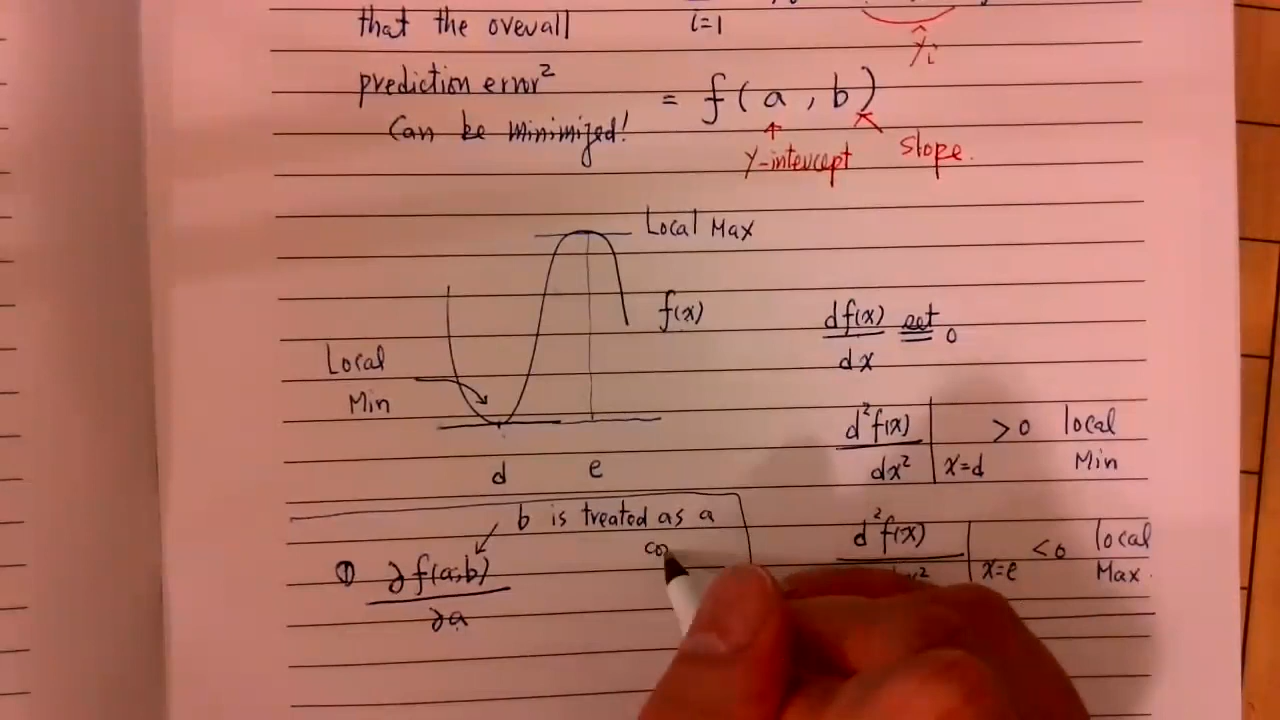 that the overall
i=1
ŷi
prediction error²
= f(a, b)
Can be minimized!
y-intercept
slope.
Local Max
f(x)
df(x)/dx set 0
Local
Min
d e
d²f(x)/dx² | x=d >0 local
Min
b is treated as a
co
① ∂f(a,b)/∂a
d²f(x) | x=e <0 local
Max.